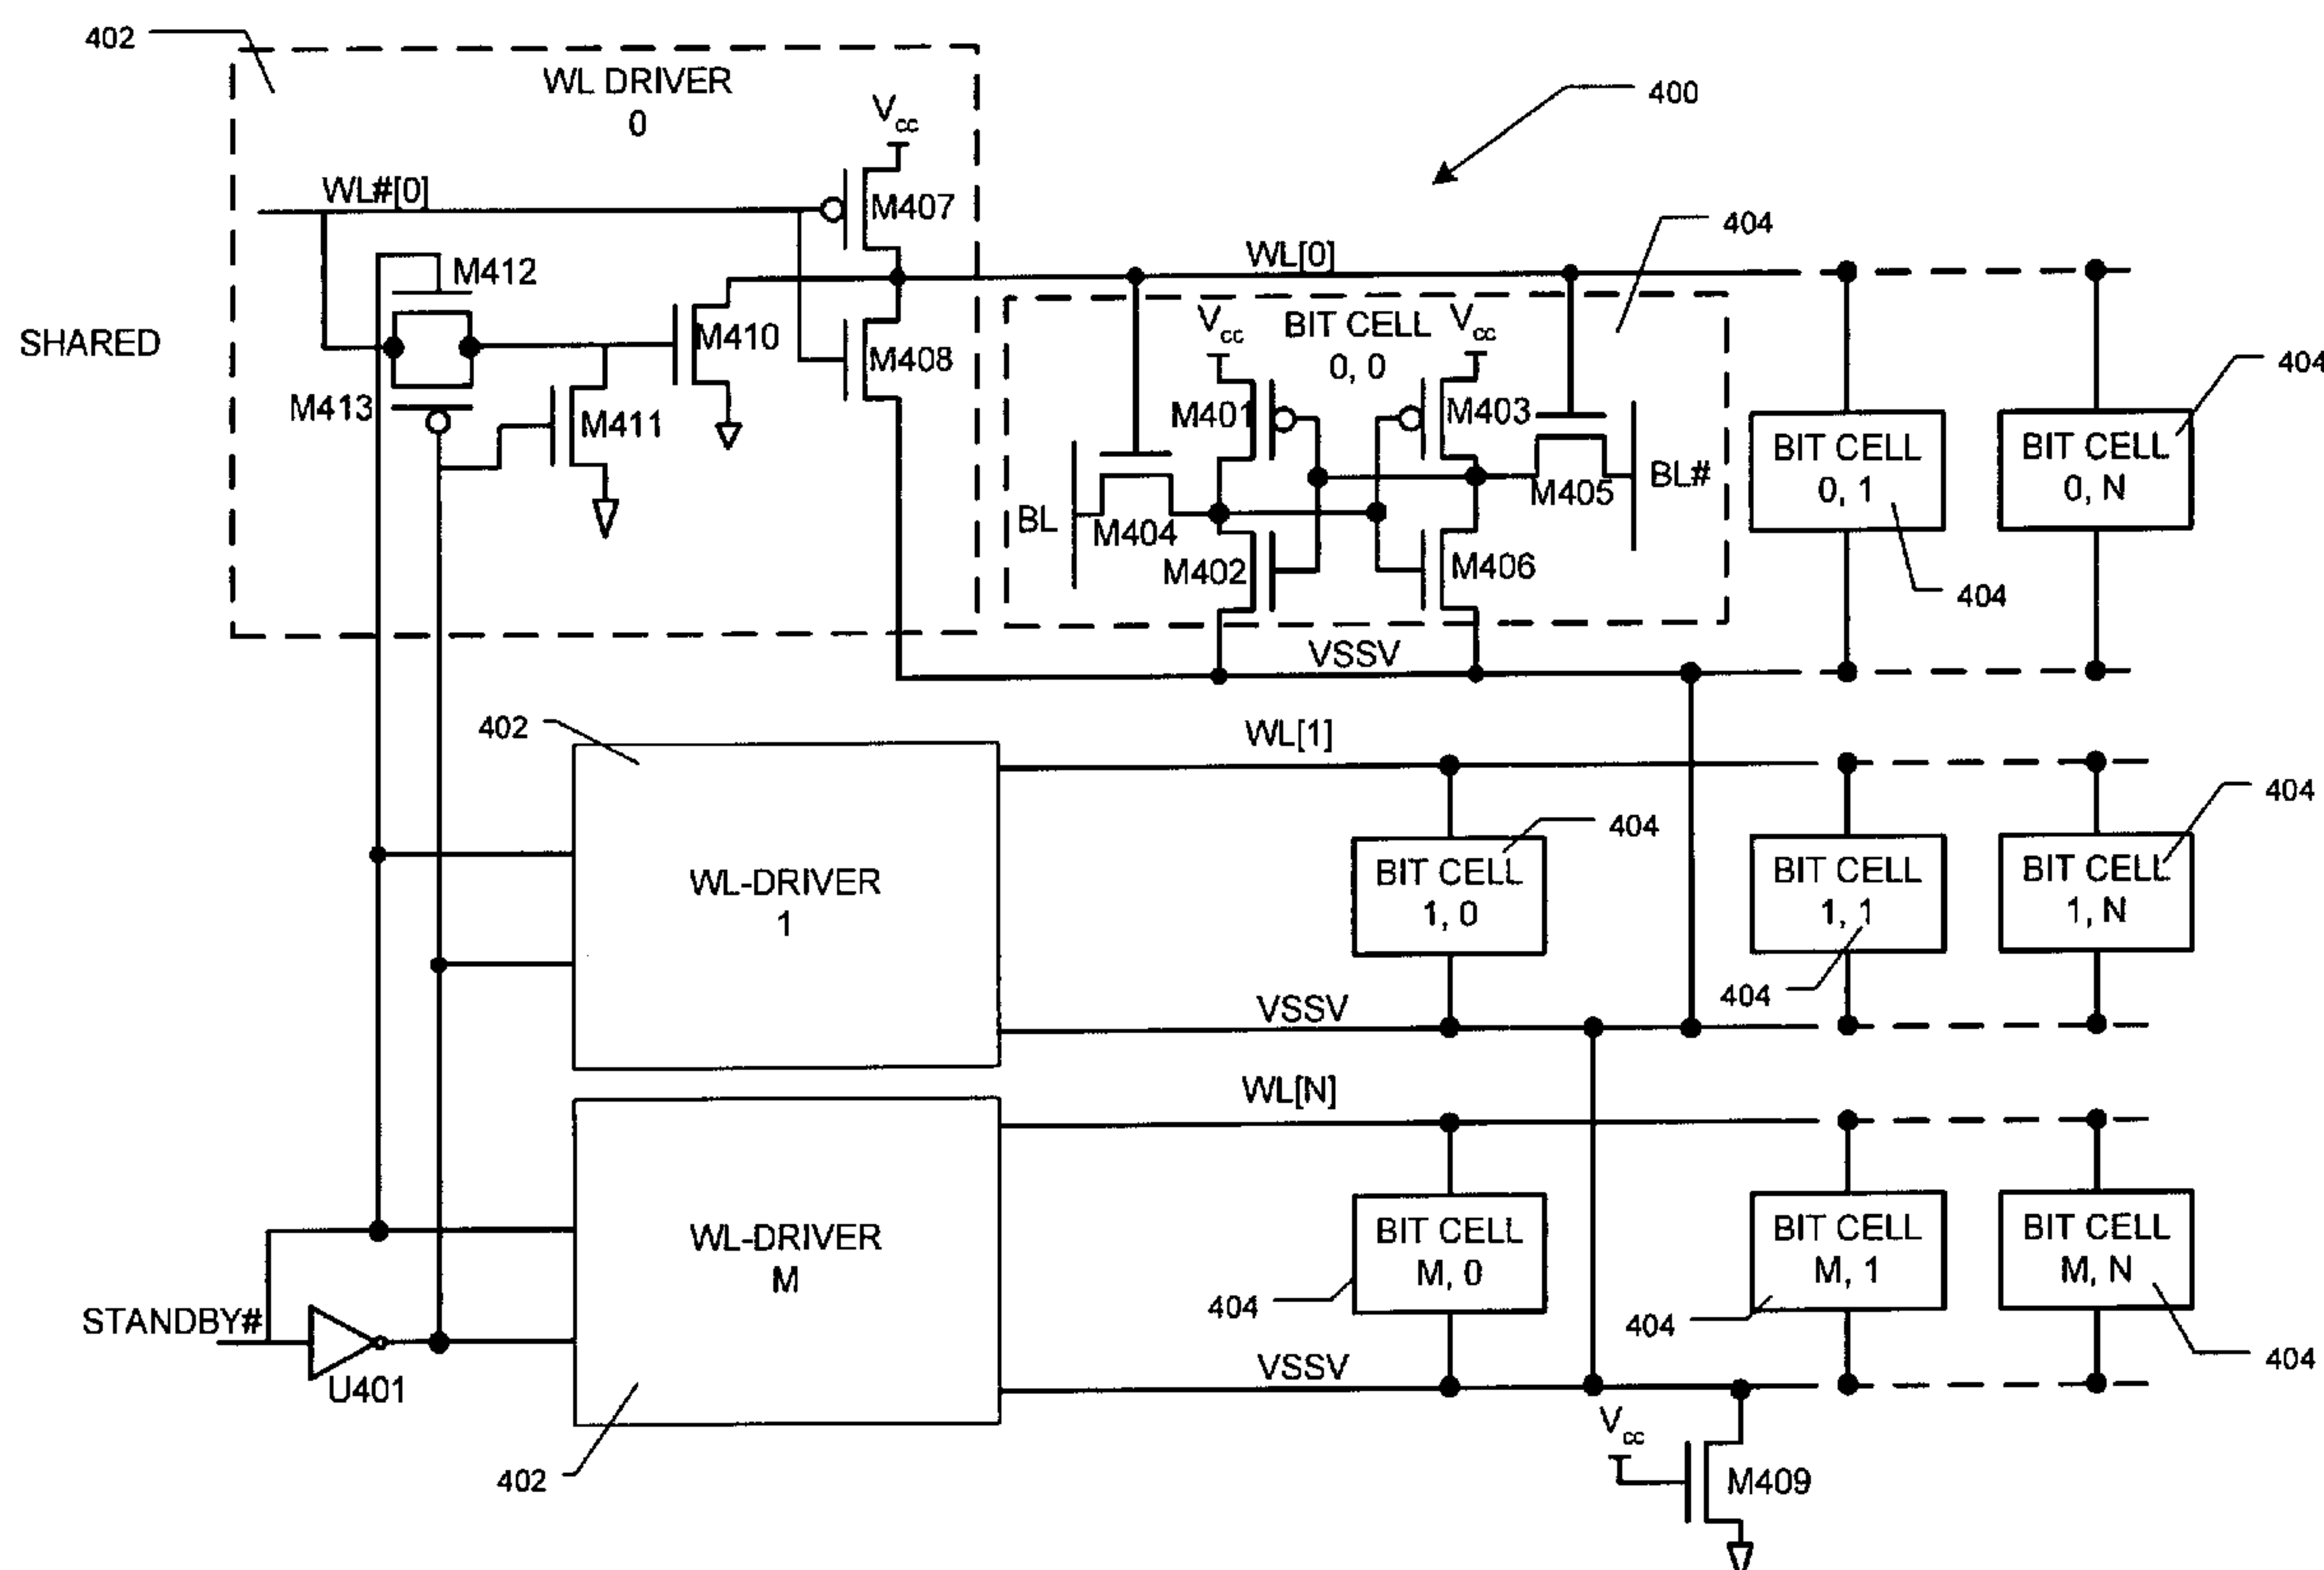 402
WL DRIVER
0
Vcc
400
WL#[0]
M407
404
WL[0]
M412
SHARED
M410
M408
Vcc
BIT CELL
0, 0
Vcc
404
M413
M411
M401
M403
BIT CELL
0, 1
BIT CELL
0, N
BL
M404
M405
BL#
M402
M406
404
VSSV
402
WL[1]
404
404
WL-DRIVER
1
BIT CELL
1, 0
BIT CELL
1, 1
BIT CELL
1, N
404
VSSV
WL[N]
WL-DRIVER
M
BIT CELL
M, 0
BIT CELL
M, 1
BIT CELL
M, N
404
404
404
STANDBY#
U401
VSSV
402
Vcc
M409